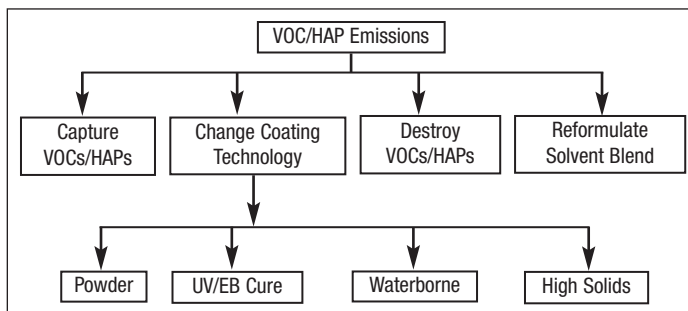 VOC/HAP Emissions
Capture
VOCs/HAPs
Change Coating
Technology
Destroy
VOCs/HAPs
Reformulate
Solvent Blend
Powder
UV/EB Cure
Waterborne
High Solids